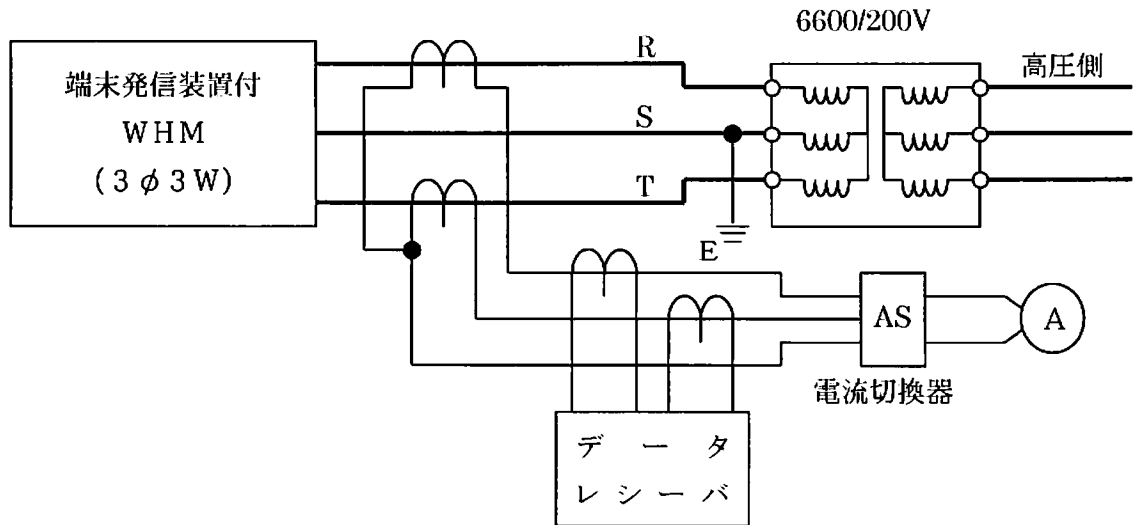 6600/200V
端末発信装置付
WHM
(3φ3W)
R
S
T
高圧側
E
AS
A
電流切換器
データ
レシーバ